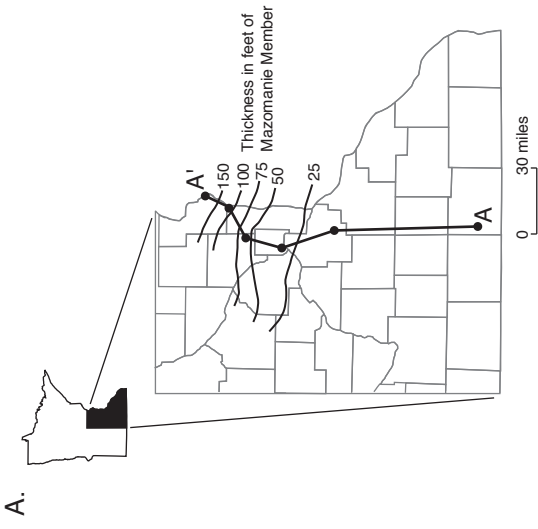 A.
A'
150
100
75
50
25
Thickness in feet of
Mazomanie Member
A
0
30 miles